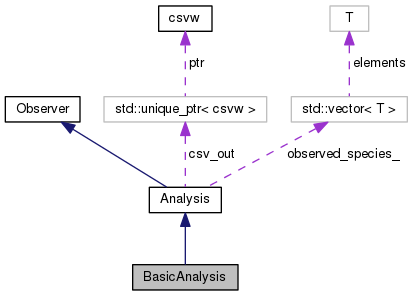 csvw
T
ptr
elements
Observer
std::unique_ptr< csvw >
std::vector< T >
csv_out
observed_species_
Analysis
BasicAnalysis